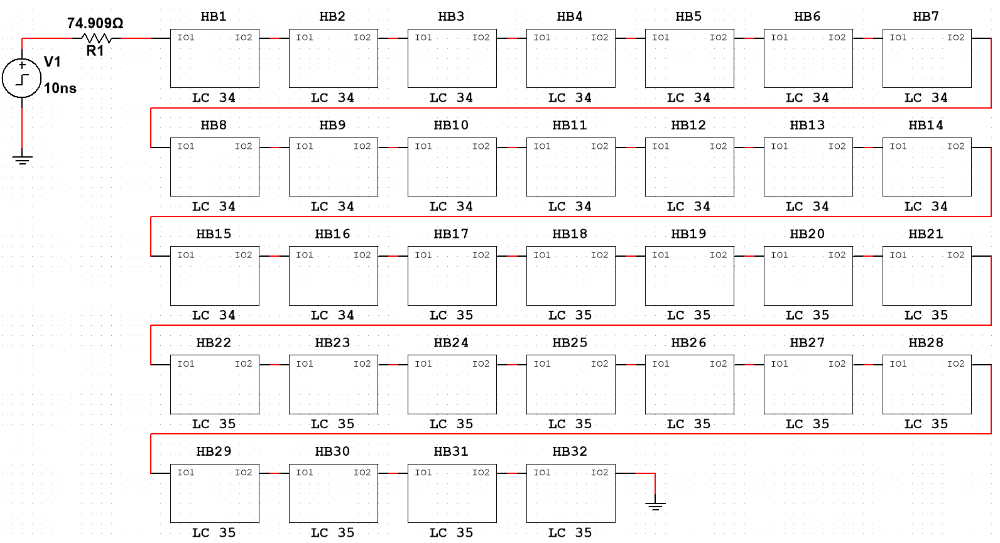 74.909Ω
R1
V1
10ns
HB1 HB2 HB3 HB4 HB5 HB6 HB7
IO1 IO2 IO1 IO2 IO1 IO2 IO1 IO2 IO1 IO2 IO1 IO2 IO1 IO2
LC 34 LC 34 LC 34 LC 34 LC 34 LC 34 LC 34
HB8 HB9 HB10 HB11 HB12 HB13 HB14
IO1 IO2 IO1 IO2 IO1 IO2 IO1 IO2 IO1 IO2 IO1 IO2 IO1 IO2
LC 34 LC 34 LC 34 LC 34 LC 34 LC 34 LC 34
HB15 HB16 HB17 HB18 HB19 HB20 HB21
IO1 IO2 IO1 IO2 IO1 IO2 IO1 IO2 IO1 IO2 IO1 IO2 IO1 IO2
LC 34 LC 34 LC 35 LC 35 LC 35 LC 35 LC 35
HB22 HB23 HB24 HB25 HB26 HB27 HB28
IO1 IO2 IO1 IO2 IO1 IO2 IO1 IO2 IO1 IO2 IO1 IO2 IO1 IO2
LC 35 LC 35 LC 35 LC 35 LC 35 LC 35 LC 35
HB29 HB30 HB31 HB32
IO1 IO2 IO1 IO2 IO1 IO2 IO1 IO2
LC 35 LC 35 LC 35 LC 35